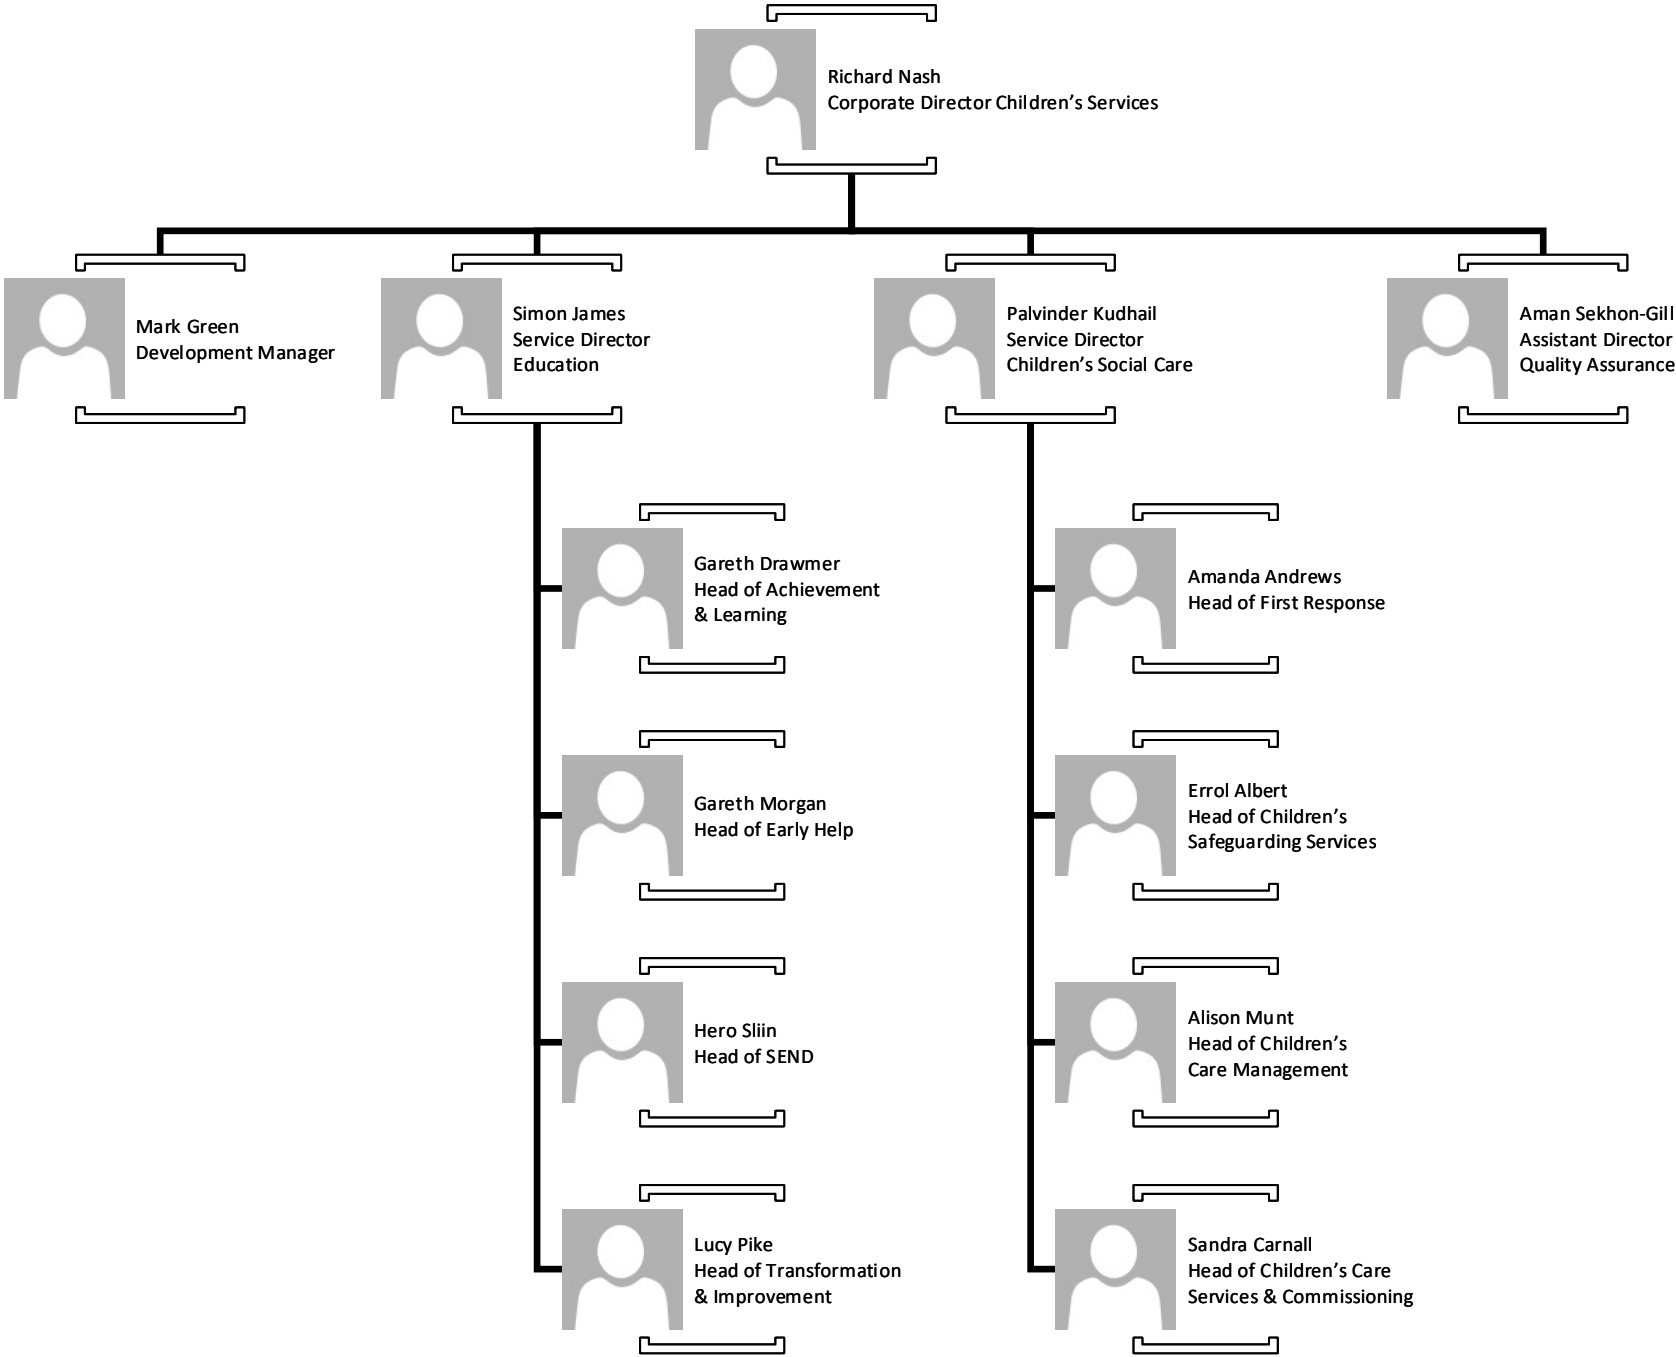 Richard Nash
Corporate Director Children’s Services
Mark Green
Development Manager
Simon James
Service Director
Education
Palvinder Kudhail
Service Director
Children’s Social Care
Aman Sekhon-Gill
Assistant Director
Quality Assurance
Gareth Drawmer
Head of Achievement
& Learning
Amanda Andrews
Head of First Response
Gareth Morgan
Head of Early Help
Errol Albert
Head of Children’s
Safeguarding Services
Hero Sliin
Head of SEND
Alison Munt
Head of Children’s
Care Management
Lucy Pike
Head of Transformation
& Improvement
Sandra Carnall
Head of Children’s Care
Services & Commissioning